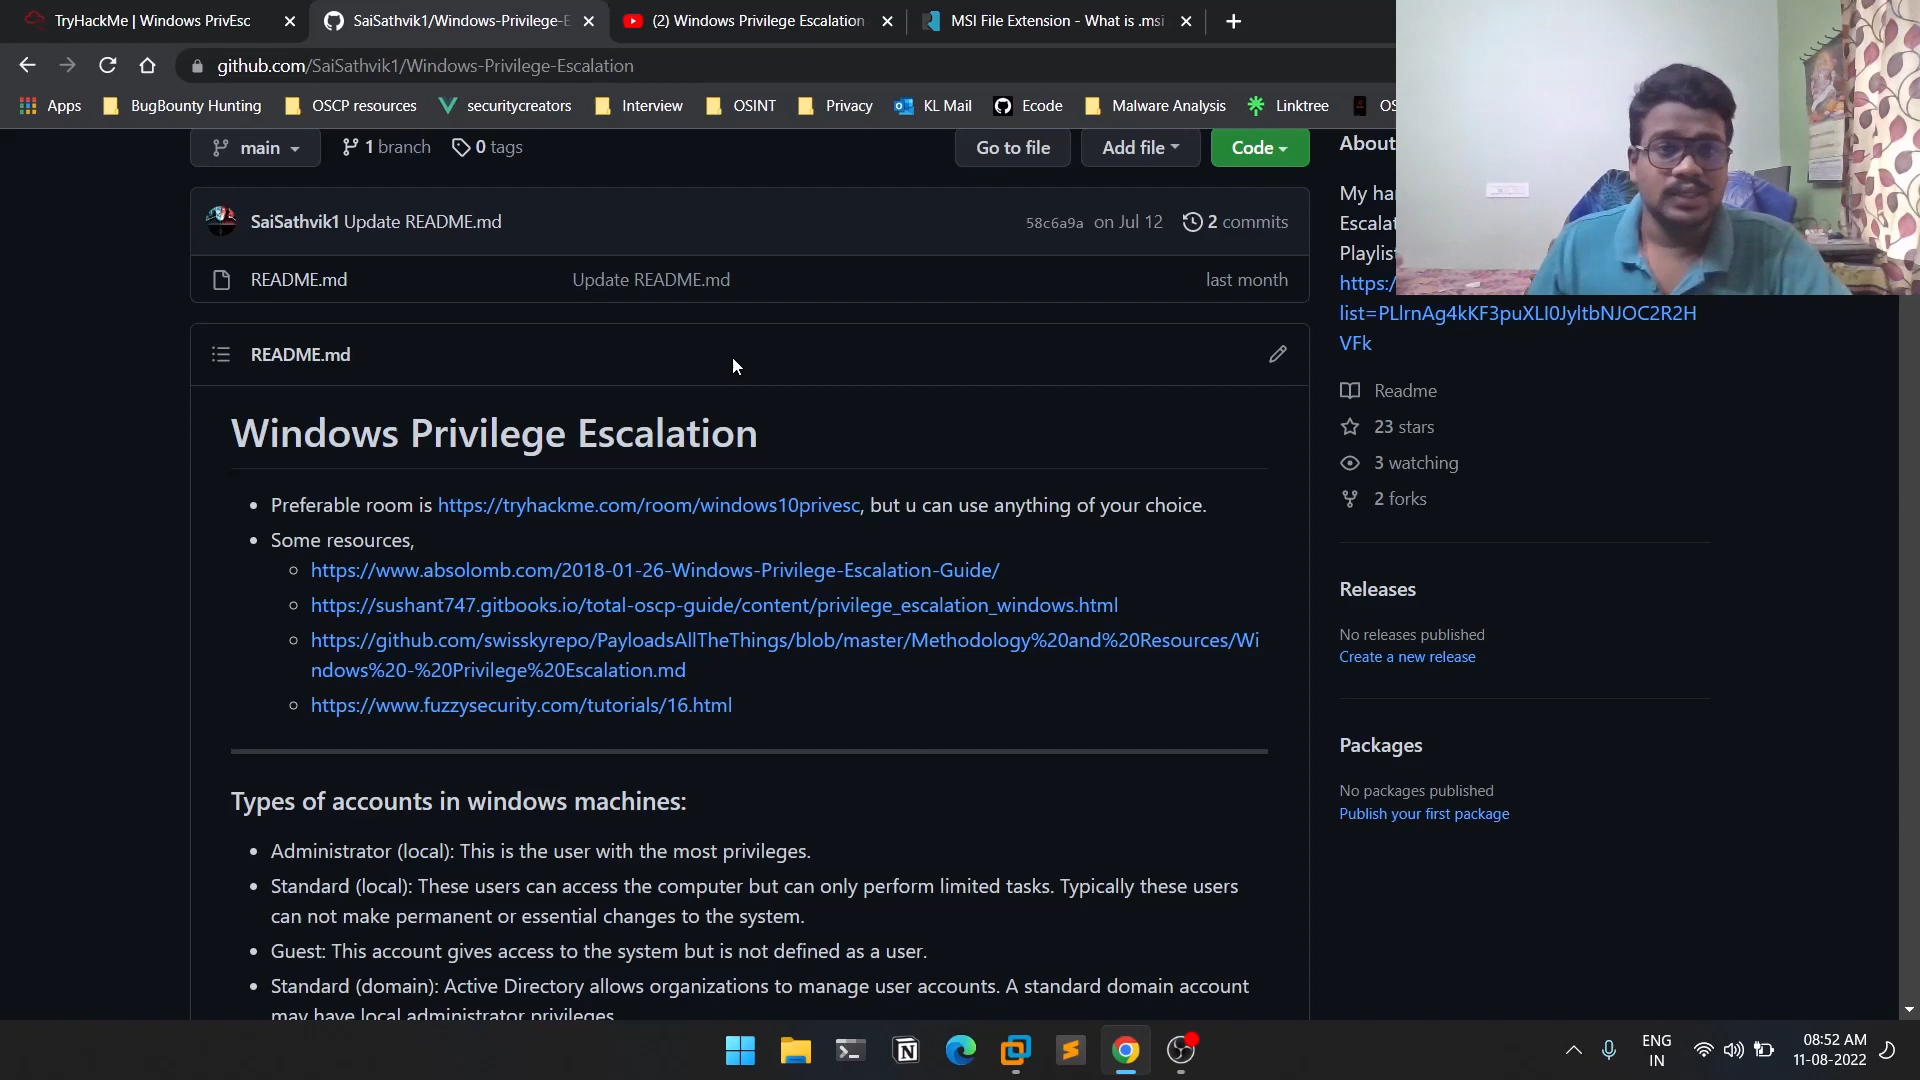 TryHackMe | Windows PrivEsc
SaiSathvik1/Windows-Privilege-E
(2) Windows Privilege Escalation
MSI File Extension - What is .msi
github.com/SaiSathvik1/Windows-Privilege-Escalation
Apps BugBounty Hunting OSCP resources securitycreators Interview OSINT Privacy KL Mail Ecode Malware Analysis Linktree OS
main 1 branch 0 tags Go to file Add file Code
SaiSathvik1 Update README.md 58c6a9a on Jul 12 2 commits
README.md Update README.md last month
README.md
Windows Privilege Escalation
Preferable room is https://tryhackme.com/room/windows10privesc, but u can use anything of your choice.
Some resources,
https://www.absolomb.com/2018-01-26-Windows-Privilege-Escalation-Guide/
https://sushant747.gitbooks.io/total-oscp-guide/content/privilege_escalation_windows.html
https://github.com/swisskyrepo/PayloadsAllTheThings/blob/master/Methodology%20and%20Resources/Wi
ndows%20-%20Privilege%20Escalation.md
https://www.fuzzysecurity.com/tutorials/16.html
Types of accounts in windows machines:
Administrator (local): This is the user with the most privileges.
Standard (local): These users can access the computer but can only perform limited tasks. Typically these users
can not make permanent or essential changes to the system.
Guest: This account gives access to the system but is not defined as a user.
Standard (domain): Active Directory allows organizations to manage user accounts. A standard domain account
may have local administrator privileges.
About
My ha
Escalat
Playlis
https:/
list=PLlrnAg4kKF3puXLI0JyltbNJOC2R2H
VFk
Readme
23 stars
3 watching
2 forks
Releases
No releases published
Create a new release
Packages
No packages published
Publish your first package
ENG
IN
08:52 AM
11-08-2022